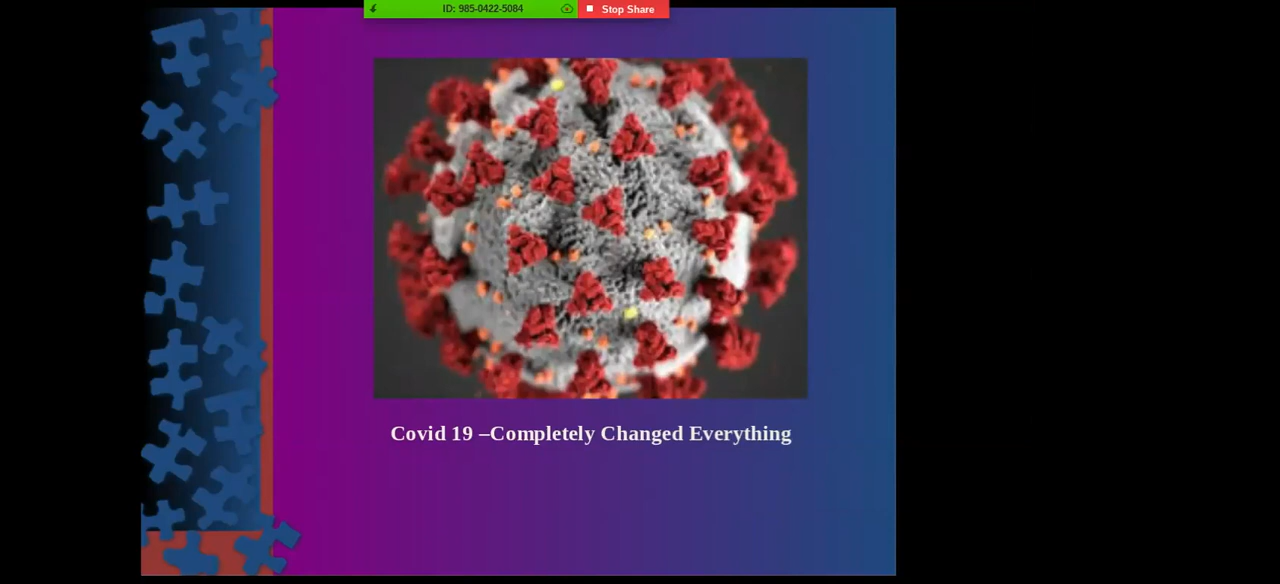 ID: 985-0422-5084
Stop Share
Covid 19 –Completely Changed Everything